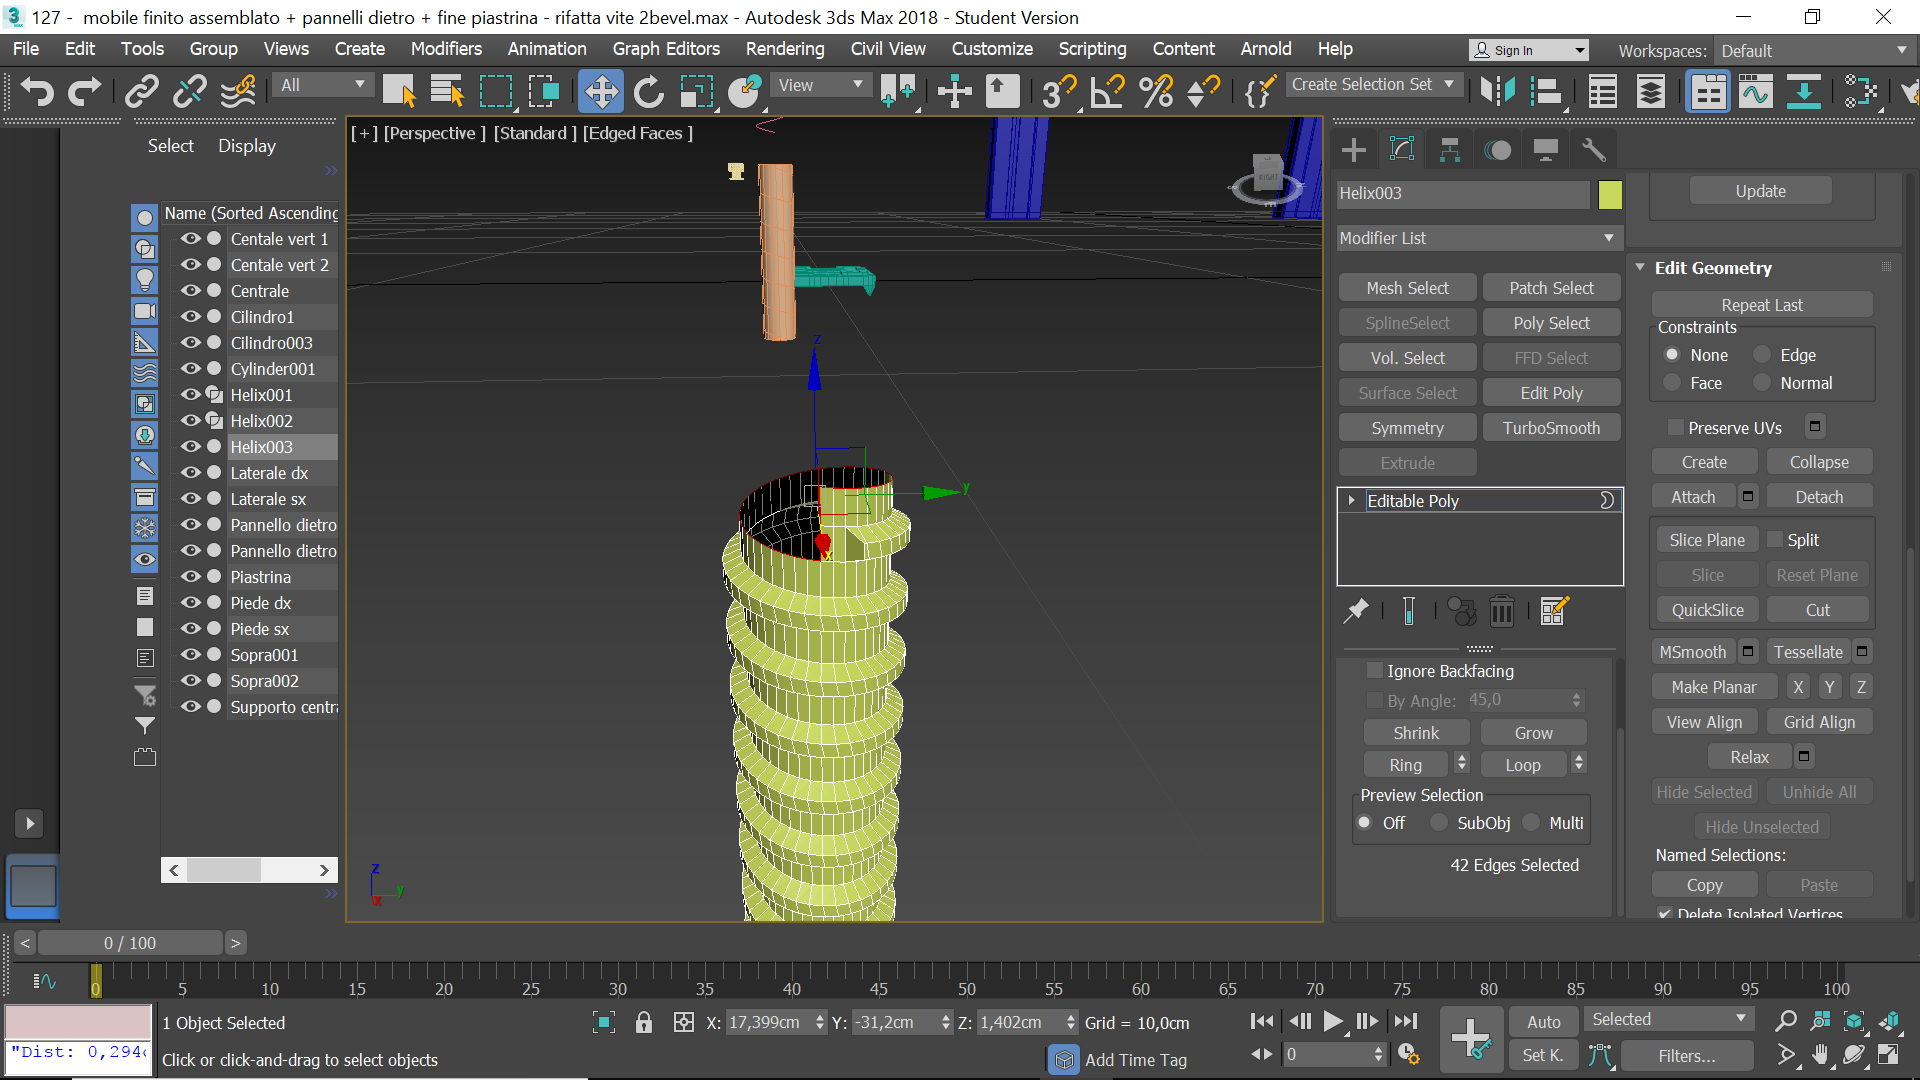 127 -  mobile finito assemblato + pannelli dietro + fine piastrina - rifatta vite 2bevel.max - Autodesk 3ds Max 2018 - Student Version
File Edit Tools Group Views Create Modifiers Animation Graph Editors Rendering Civil View Customize Scripting Content Arnold Help
Sign In
Workspaces: Default
All
View
Create Selection Set
Select Display
Name (Sorted Ascending
Centale vert 1
Centale vert 2
Centrale
Cilindro1
Cilindro003
Cylinder001
Helix001
Helix002
Helix003
Laterale dx
Laterale sx
Pannello dietro
Pannello dietro
Piastrina
Piede dx
Piede sx
Sopra001
Sopra002
Supporto centra
[ + ] [Perspective ] [Standard ] [Edged Faces ]
RIGHT
z
y
x
z
y
x
Helix003
Modifier List
Mesh Select Patch Select
SplineSelect Poly Select
Vol. Select FFD Select
Surface Select Edit Poly
Symmetry TurboSmooth
Extrude
Editable Poly
Ignore Backfacing
By Angle: 45,0
Shrink Grow
Ring Loop
Preview Selection
Off SubObj Multi
42 Edges Selected
Update
Edit Geometry
Repeat Last
Constraints
None Edge
Face Normal
Preserve UVs
Create Collapse
Attach Detach
Slice Plane Split
Slice Reset Plane
QuickSlice Cut
MSmooth Tessellate
Make Planar X Y Z
View Align Grid Align
Relax
Hide Selected Unhide All
Hide Unselected
Named Selections:
Copy Paste
Delete Isolated Vertices
< 0 / 100 >
0 5 10 15 20 25 30 35 40 45 50 55 60 65 70 75 80 85 90 95 100
1 Object Selected
X: 17,399cm Y: -31,2cm Z: 1,402cm Grid = 10,0cm
Auto Selected
"Dist: 0,294
Click or click-and-drag to select objects
Add Time Tag
0
Set K. Filters...